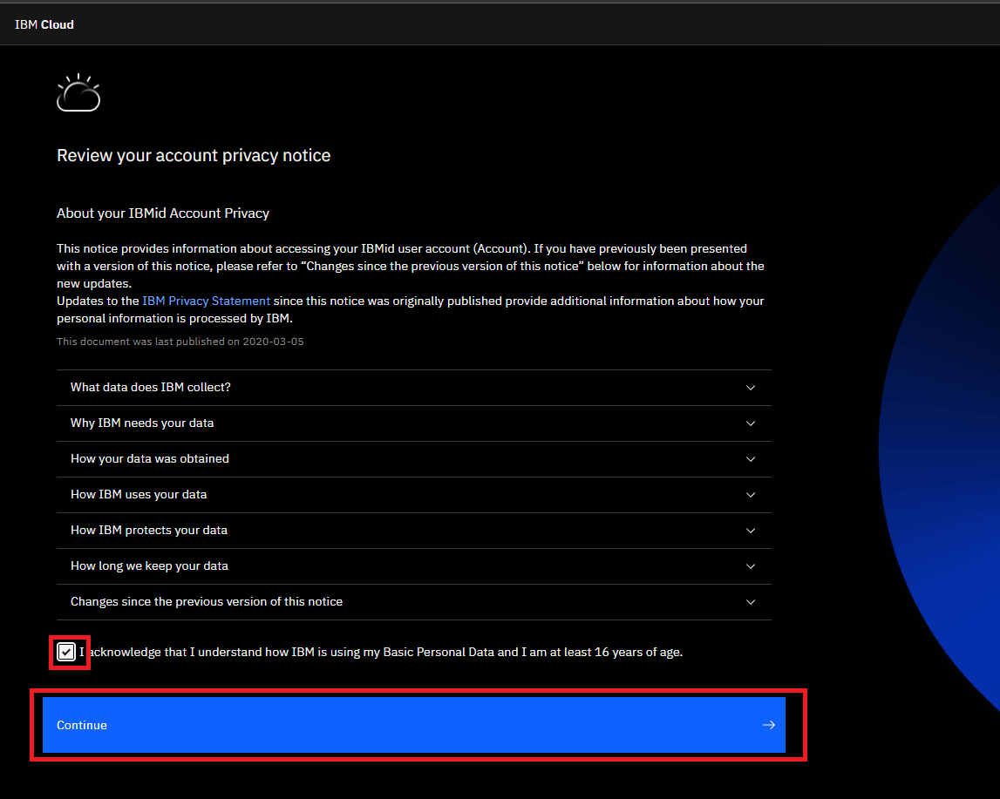 IBM Cloud
Review your account privacy notice
About your IBMid Account Privacy
This notice provides information about accessing your IBMid user account (Account). If you have previously been presented
with a version of this notice, please refer to “Changes since the previous version of this notice” below for information about the
new updates.
Updates to the IBM Privacy Statement since this notice was originally published provide additional information about how your
personal information is processed by IBM.
This document was last published on 2020-03-05
What data does IBM collect?
Why IBM needs your data
How your data was obtained
How IBM uses your data
How IBM protects your data
How long we keep your data
Changes since the previous version of this notice
I acknowledge that I understand how IBM is using my Basic Personal Data and I am at least 16 years of age.
Continue